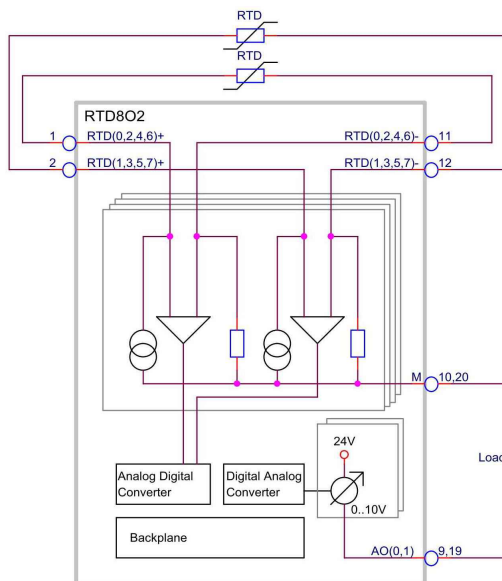 RTD
RTD
RTD8O2
1
RTD(0,2,4,6)+
RTD(0,2,4,6)-
11
2
RTD(1,3,5,7)+
RTD(1,3,5,7)-
12
M
10,20
24V
Load
Analog Digital
Converter
Digital Analog
Converter
0..10V
Backplane
AO(0,1)
9,19